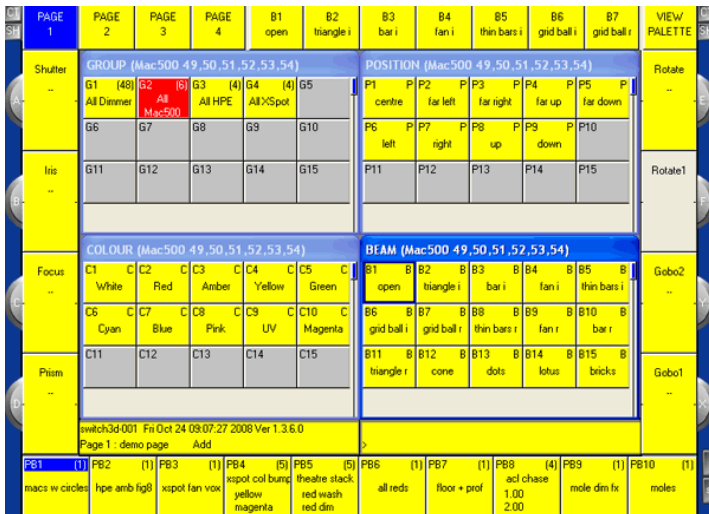 CT
SH
PAGE 1
PAGE 2
PAGE 3
PAGE 4
B1 open
B2 triangle i
B3 bar i
B4 fan i
B5 thin bars i
B6 grid ball i
B7 grid ball r
VIEW PALETTE
Shutter
..
Iris
..
Focus
..
Prism
..
A
B
C
D
GROUP (Mac500 49,50,51,52,53,54)
G1 (48) All Dimmer
G2 (6) All Mac500
G3 (4) All HPE
G4 (4) All XSpot
G5
G6
G7
G8
G9
G10
G11
G12
G13
G14
G15
POSITION (Mac500 49,50,51,52,53,54)
P1 P centre
P2 P far left
P3 P far right
P4 P far up
P5 P far down
P6 P left
P7 P right
P8 P up
P9 P down
P10
P11
P12
P13
P14
P15
COLOUR (Mac500 49,50,51,52,53,54)
C1 C White
C2 C Red
C3 C Amber
C4 C Yellow
C5 C Green
C6 C Cyan
C7 C Blue
C8 C Pink
C9 C UV
C10 C Magenta
C11
C12
C13
C14
C15
BEAM (Mac500 49,50,51,52,53,54)
B1 B open
B2 B triangle i
B3 B bar i
B4 B fan i
B5 B thin bars i
B6 B grid ball i
B7 B grid ball r
B8 B thin bars r
B9 B fan r
B10 B bar r
B11 B triangle r
B12 B cone
B13 B dots
B14 B lotus
B15 B bricks
Rotate
..
Rotate1
Gobo2
..
Gobo1
..
E
F
switch3d-001 Fri Oct 24 09:07:27 2008 Ver 1.3.6.0
Page 1 : demo page Add
>
PB1 (1) macs w circles
PB2 (1) hpe amb fig8
PB3 (1) xspot fan vox
PB4 (5) xspot col bump yellow magenta
PB5 (5) theatre stack red wash red dim
PB6 (1) all reds
PB7 (1) floor + prof
PB8 (4) acl chase 1.00 2.00
PB9 (1) mole dim fx
PB10 (1) moles